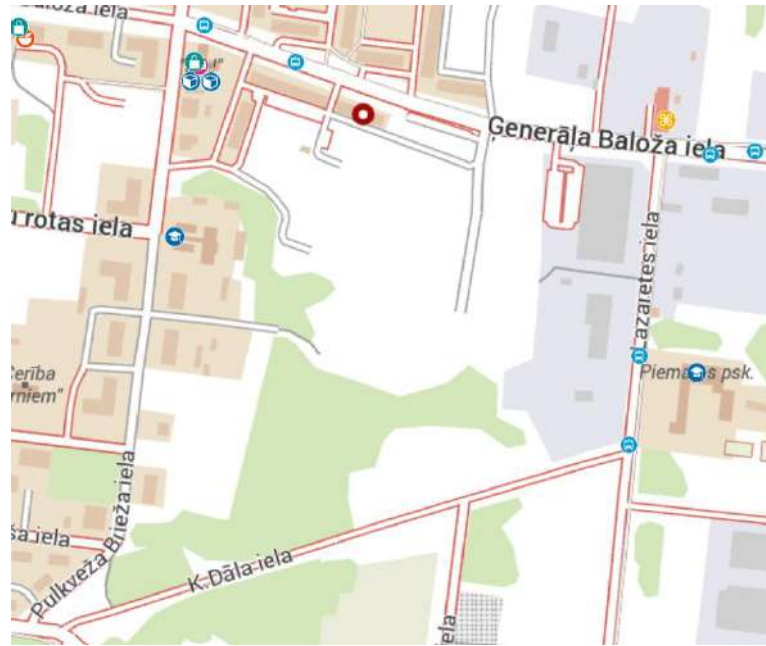 Baloža iela
Ģenerāļa Baloža iela
rotas iela
Lazaretes iela
Piemares psk.
Cerība
rniem"
Pulkveža Brieža iela
K.Dāla iela
ša iela
iela